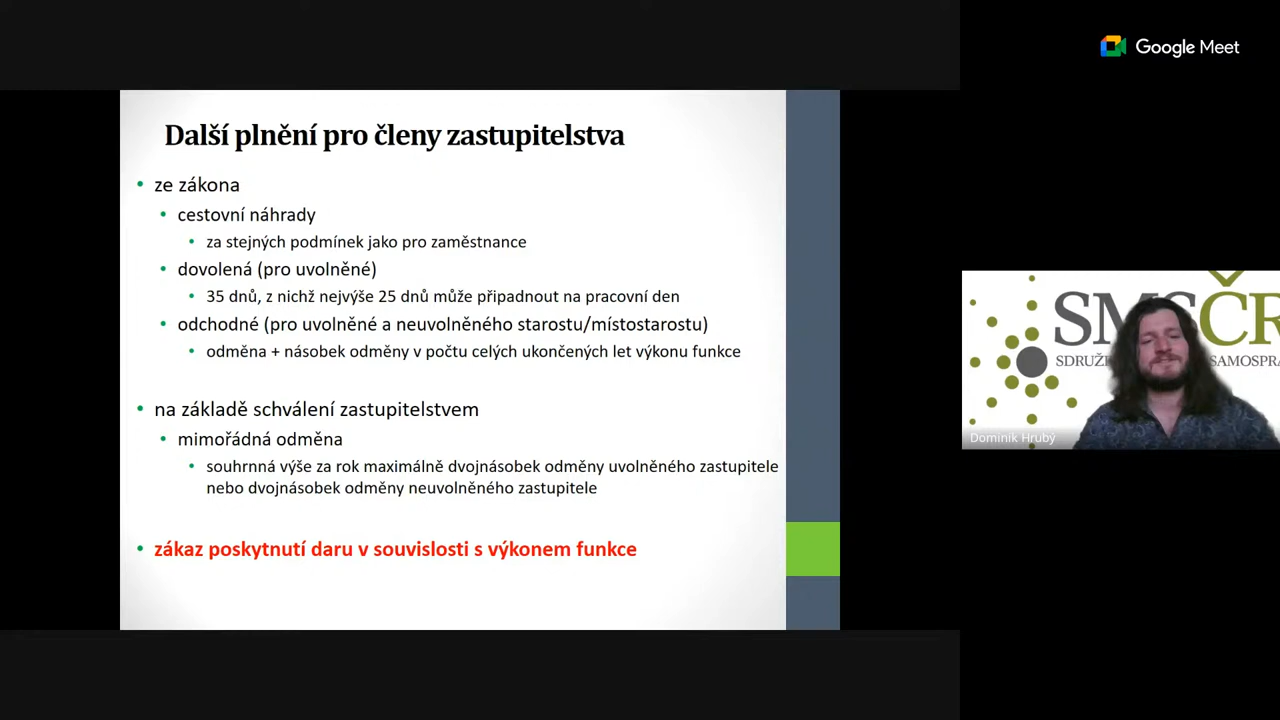 Google Meet
Další plnění pro členy zastupitelstva
• ze zákona
• cestovní náhrady
• za stejných podmínek jako pro zaměstnance
• dovolená (pro uvolněné)
• 35 dnů, z nichž nejvýše 25 dnů může připadnout na pracovní den
• odchodné (pro uvolněné a neuvolněného starostu/místostarostu)
• odměna + násobek odměny v počtu celých ukončených let výkonu funkce
• na základě schválení zastupitelstvem
• mimořádná odměna
• souhrnná výše za rok maximálně dvojnásobek odměny uvolněného zastupitele
nebo dvojnásobek odměny neuvolněného zastupitele
• zákaz poskytnutí daru v souvislosti s výkonem funkce
Dominik Hrubý